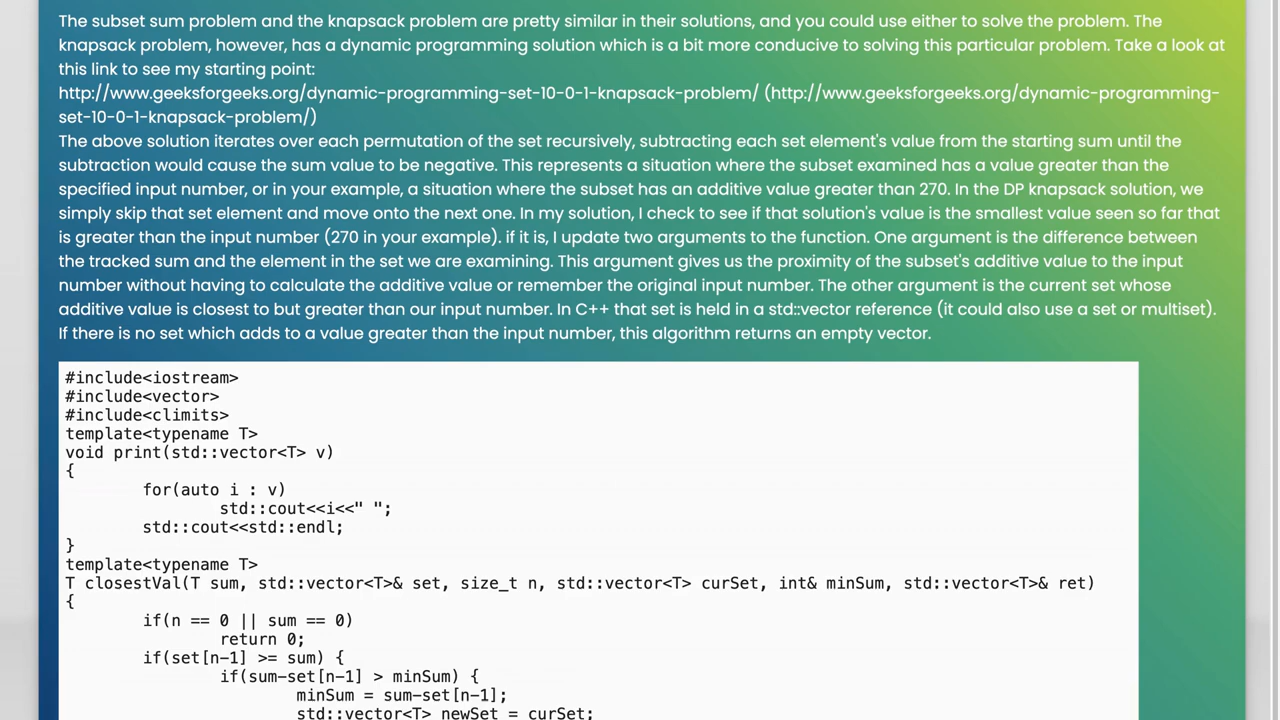 The subset sum problem and the knapsack problem are pretty similar in their solutions, and you could use either to solve the problem. The
knapsack problem, however, has a dynamic programming solution which is a bit more conducive to solving this particular problem. Take a look at
this link to see my starting point:
http://www.geeksforgeeks.org/dynamic-programming-set-10-0-1-knapsack-problem/ (http://www.geeksforgeeks.org/dynamic-programming-
set-10-0-1-knapsack-problem/)
The above solution iterates over each permutation of the set recursively, subtracting each set element's value from the starting sum until the
subtraction would cause the sum value to be negative. This represents a situation where the subset examined has a value greater than the
specified input number, or in your example, a situation where the subset has an additive value greater than 270. In the DP knapsack solution, we
simply skip that set element and move onto the next one. In my solution, I check to see if that solution's value is the smallest value seen so far that
is greater than the input number (270 in your example). if it is, I update two arguments to the function. One argument is the difference between
the tracked sum and the element in the set we are examining. This argument gives us the proximity of the subset's additive value to the input
number without having to calculate the additive value or remember the original input number. The other argument is the current set whose
additive value is closest to but greater than our input number. In C++ that set is held in a std::vector reference (it could also use a set or multiset).
If there is no set which adds to a value greater than the input number, this algorithm returns an empty vector.
#include<iostream>
#include<vector>
#include<climits>
template<typename T>
void print(std::vector<T> v)
{
for(auto i : v)
std::cout<<i<<" ";
std::cout<<std::endl;
}
template<typename T>
T closestVal(T sum, std::vector<T>& set, size_t n, std::vector<T> curSet, int& minSum, std::vector<T>& ret)
{
if(n == 0 || sum == 0)
return 0;
if(set[n-1] >= sum) {
if(sum-set[n-1] > minSum) {
minSum = sum-set[n-1];
std::vector<T> newSet = curSet;